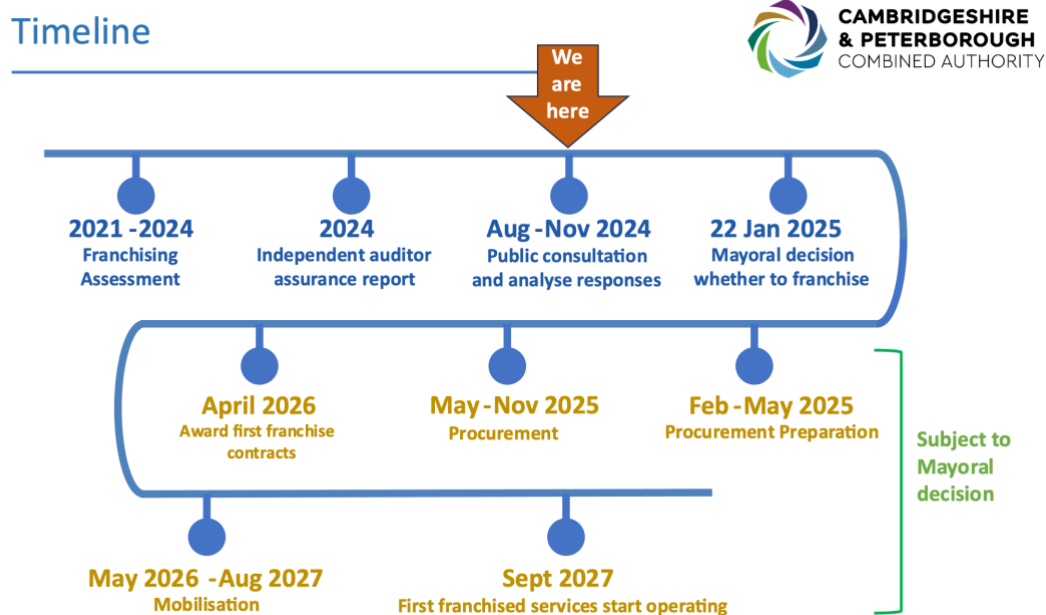 Timeline
CAMBRIDGESHIRE
& PETERBOROUGH
COMBINED AUTHORITY
We
are
here
2021 -2024
Franchising
Assessment
2024
Independent auditor
assurance report
Aug -Nov 2024
Public consultation
and analyse responses
22 Jan 2025
Mayoral decision
whether to franchise
April 2026
Award first franchise
contracts
May -Nov 2025
Procurement
Feb -May 2025
Procurement Preparation
Subject to
Mayoral
decision
May 2026 -Aug 2027
Mobilisation
Sept 2027
First franchised services start operating